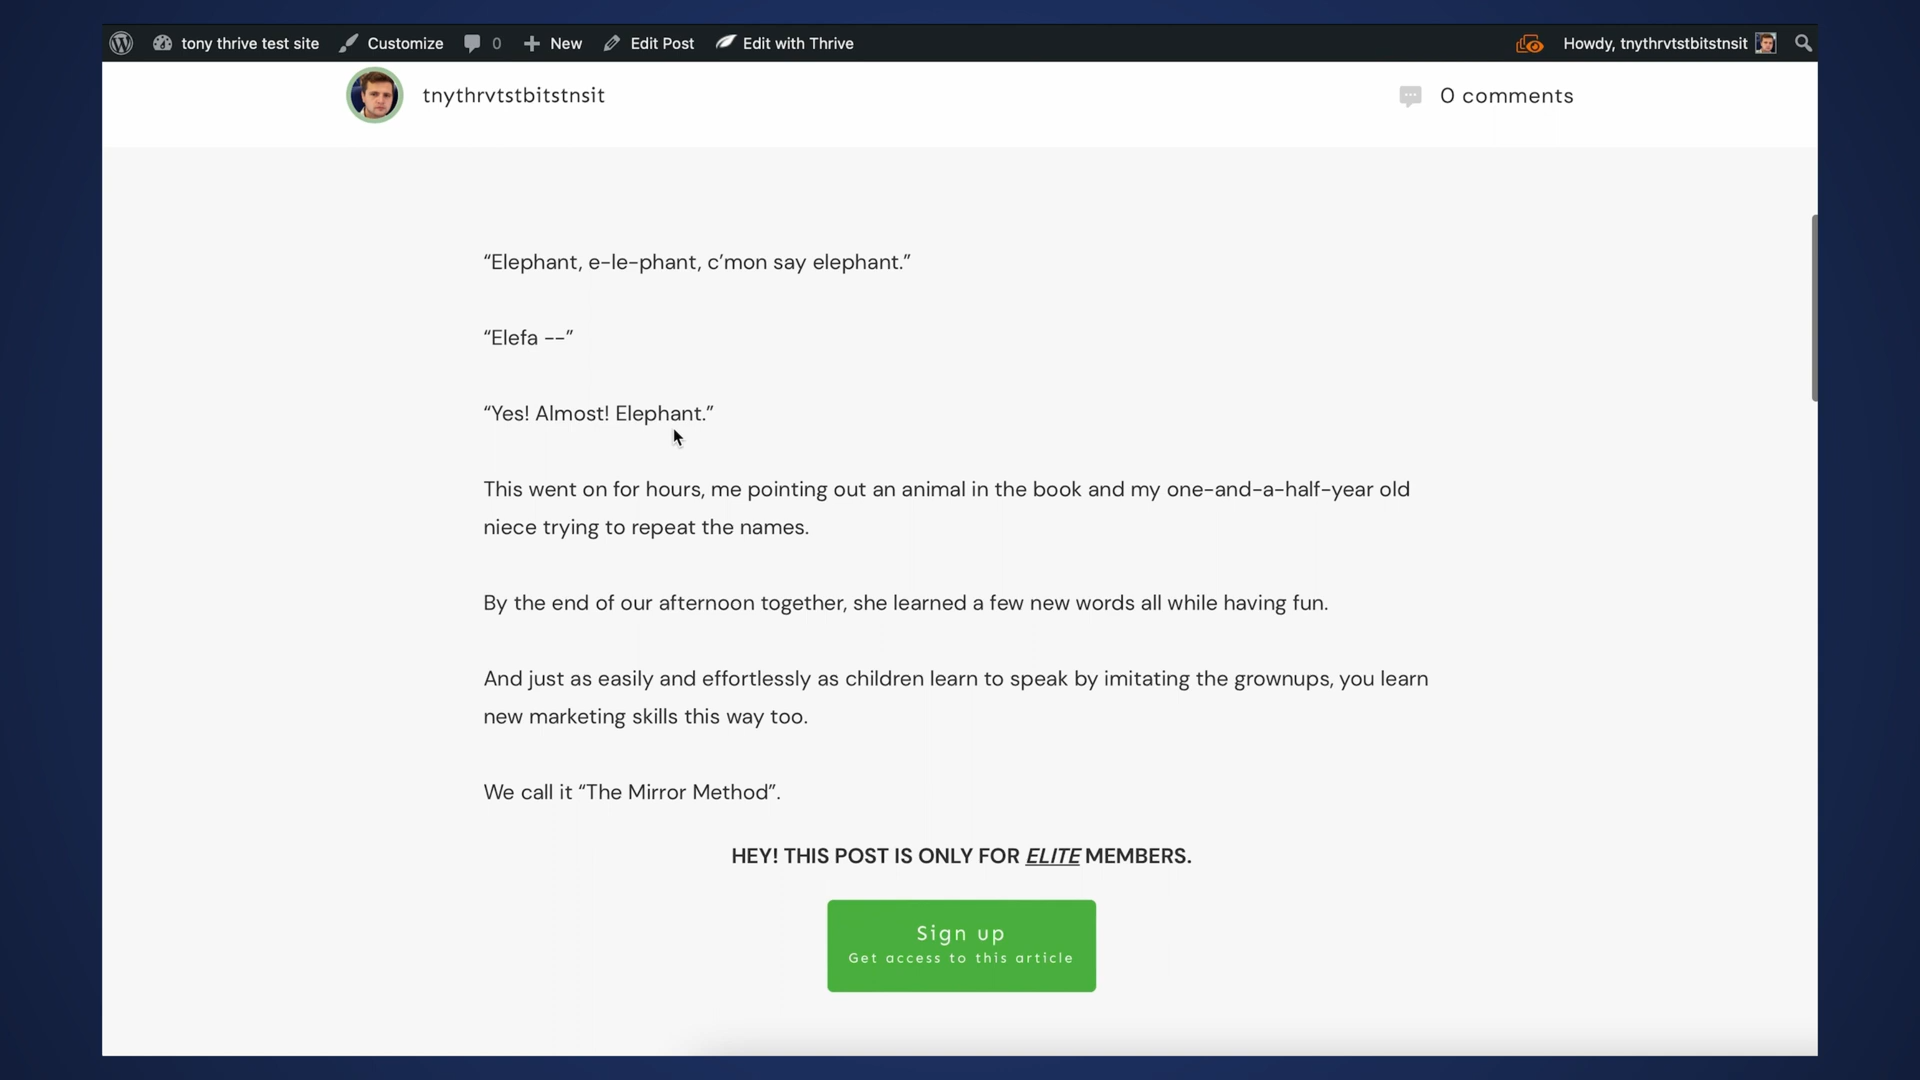 tony thrive test site Customize 0 New Edit Post Edit with Thrive Howdy, tnythrvtstbitstnsit
tnythrvtstbitstnsit 0 comments
“Elephant, e-le-phant, c’mon say elephant.”
“Elefa --”
“Yes! Almost! Elephant.”
This went on for hours, me pointing out an animal in the book and my one-and-a-half-year old
niece trying to repeat the names.
By the end of our afternoon together, she learned a few new words all while having fun.
And just as easily and effortlessly as children learn to speak by imitating the grownups, you learn
new marketing skills this way too.
We call it “The Mirror Method”.
HEY! THIS POST IS ONLY FOR ELITE MEMBERS.
Sign up
Get access to this article